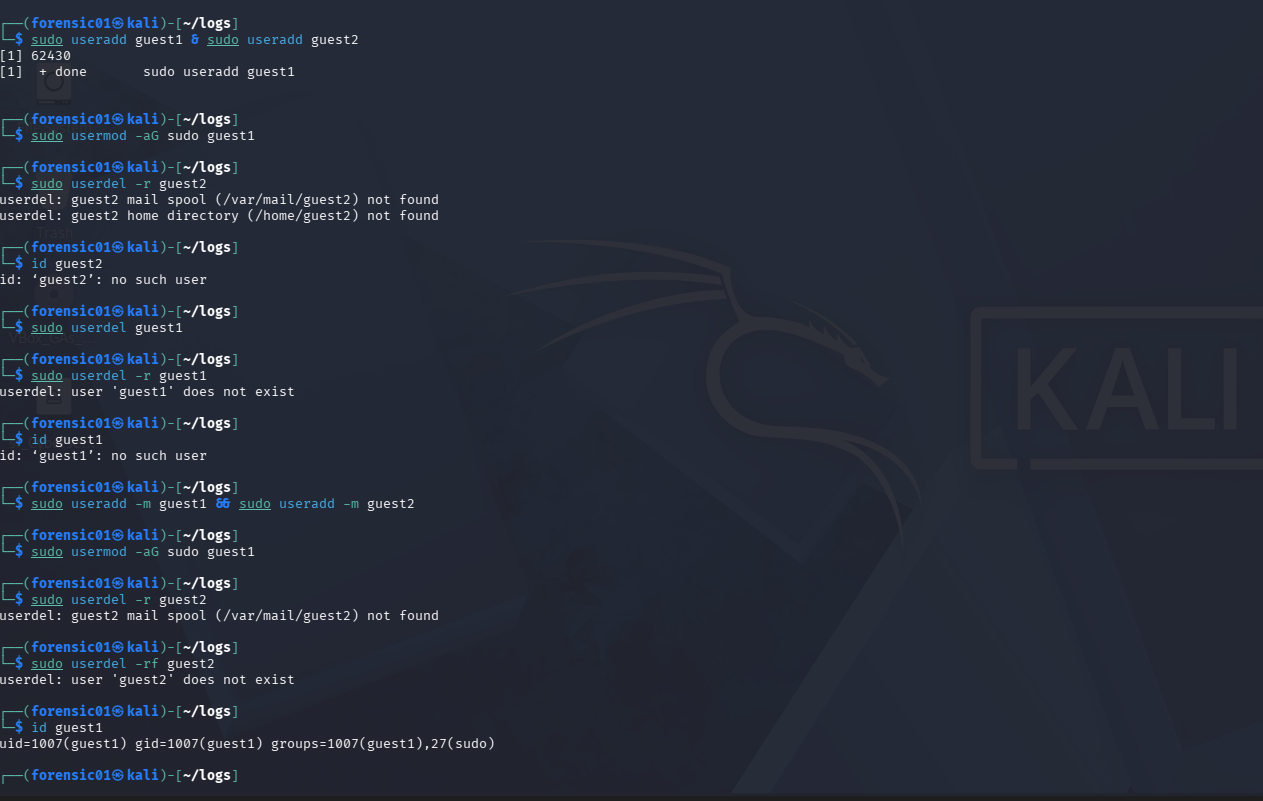 ┌──(forensic01㉿kali)-[~/logs]
└─$ sudo useradd guest1 & sudo useradd guest2
[1] 62430
[1]  + done       sudo useradd guest1
┌──(forensic01㉿kali)-[~/logs]
└─$ sudo usermod -aG sudo guest1
┌──(forensic01㉿kali)-[~/logs]
└─$ sudo userdel -r guest2
userdel: guest2 mail spool (/var/mail/guest2) not found
userdel: guest2 home directory (/home/guest2) not found
Trash
┌──(forensic01㉿kali)-[~/logs]
└─$ id guest2
id: ‘guest2’: no such user
┌──(forensic01㉿kali)-[~/logs]
└─$ sudo userdel guest1
VBox_GAs_...
┌──(forensic01㉿kali)-[~/logs]
└─$ sudo userdel -r guest1
userdel: user 'guest1' does not exist
KALI
┌──(forensic01㉿kali)-[~/logs]
└─$ id guest1
id: ‘guest1’: no such user
┌──(forensic01㉿kali)-[~/logs]
└─$ sudo useradd -m guest1 && sudo useradd -m guest2
┌──(forensic01㉿kali)-[~/logs]
└─$ sudo usermod -aG sudo guest1
┌──(forensic01㉿kali)-[~/logs]
└─$ sudo userdel -r guest2
userdel: guest2 mail spool (/var/mail/guest2) not found
┌──(forensic01㉿kali)-[~/logs]
└─$ sudo userdel -rf guest2
userdel: user 'guest2' does not exist
┌──(forensic01㉿kali)-[~/logs]
└─$ id guest1
uid=1007(guest1) gid=1007(guest1) groups=1007(guest1),27(sudo)
┌──(forensic01㉿kali)-[~/logs]